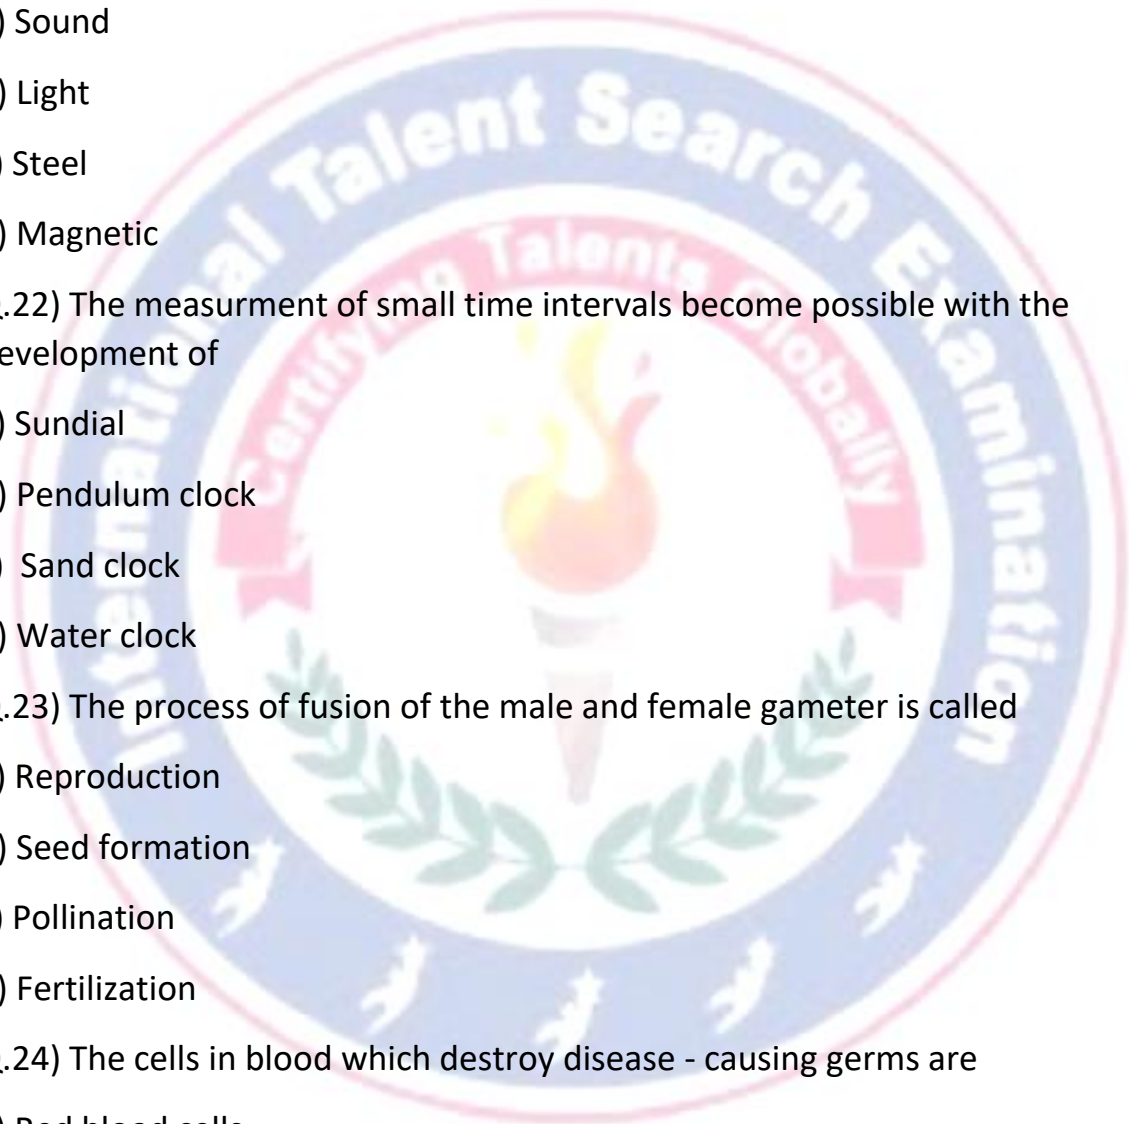 ) Sound
) Light
) Steel
) Magnetic
.22) The measurment of small time intervals become possible with the
evelopment of
) Sundial
) Pendulum clock
) Sand clock
) Water clock
.23) The process of fusion of the male and female gameter is called
) Reproduction
) Seed formation
) Pollination
) Fertilization
.24) The cells in blood which destroy disease - causing germs are
) Red blood cells
International Talent Search Examination
Certifying Talents Globally